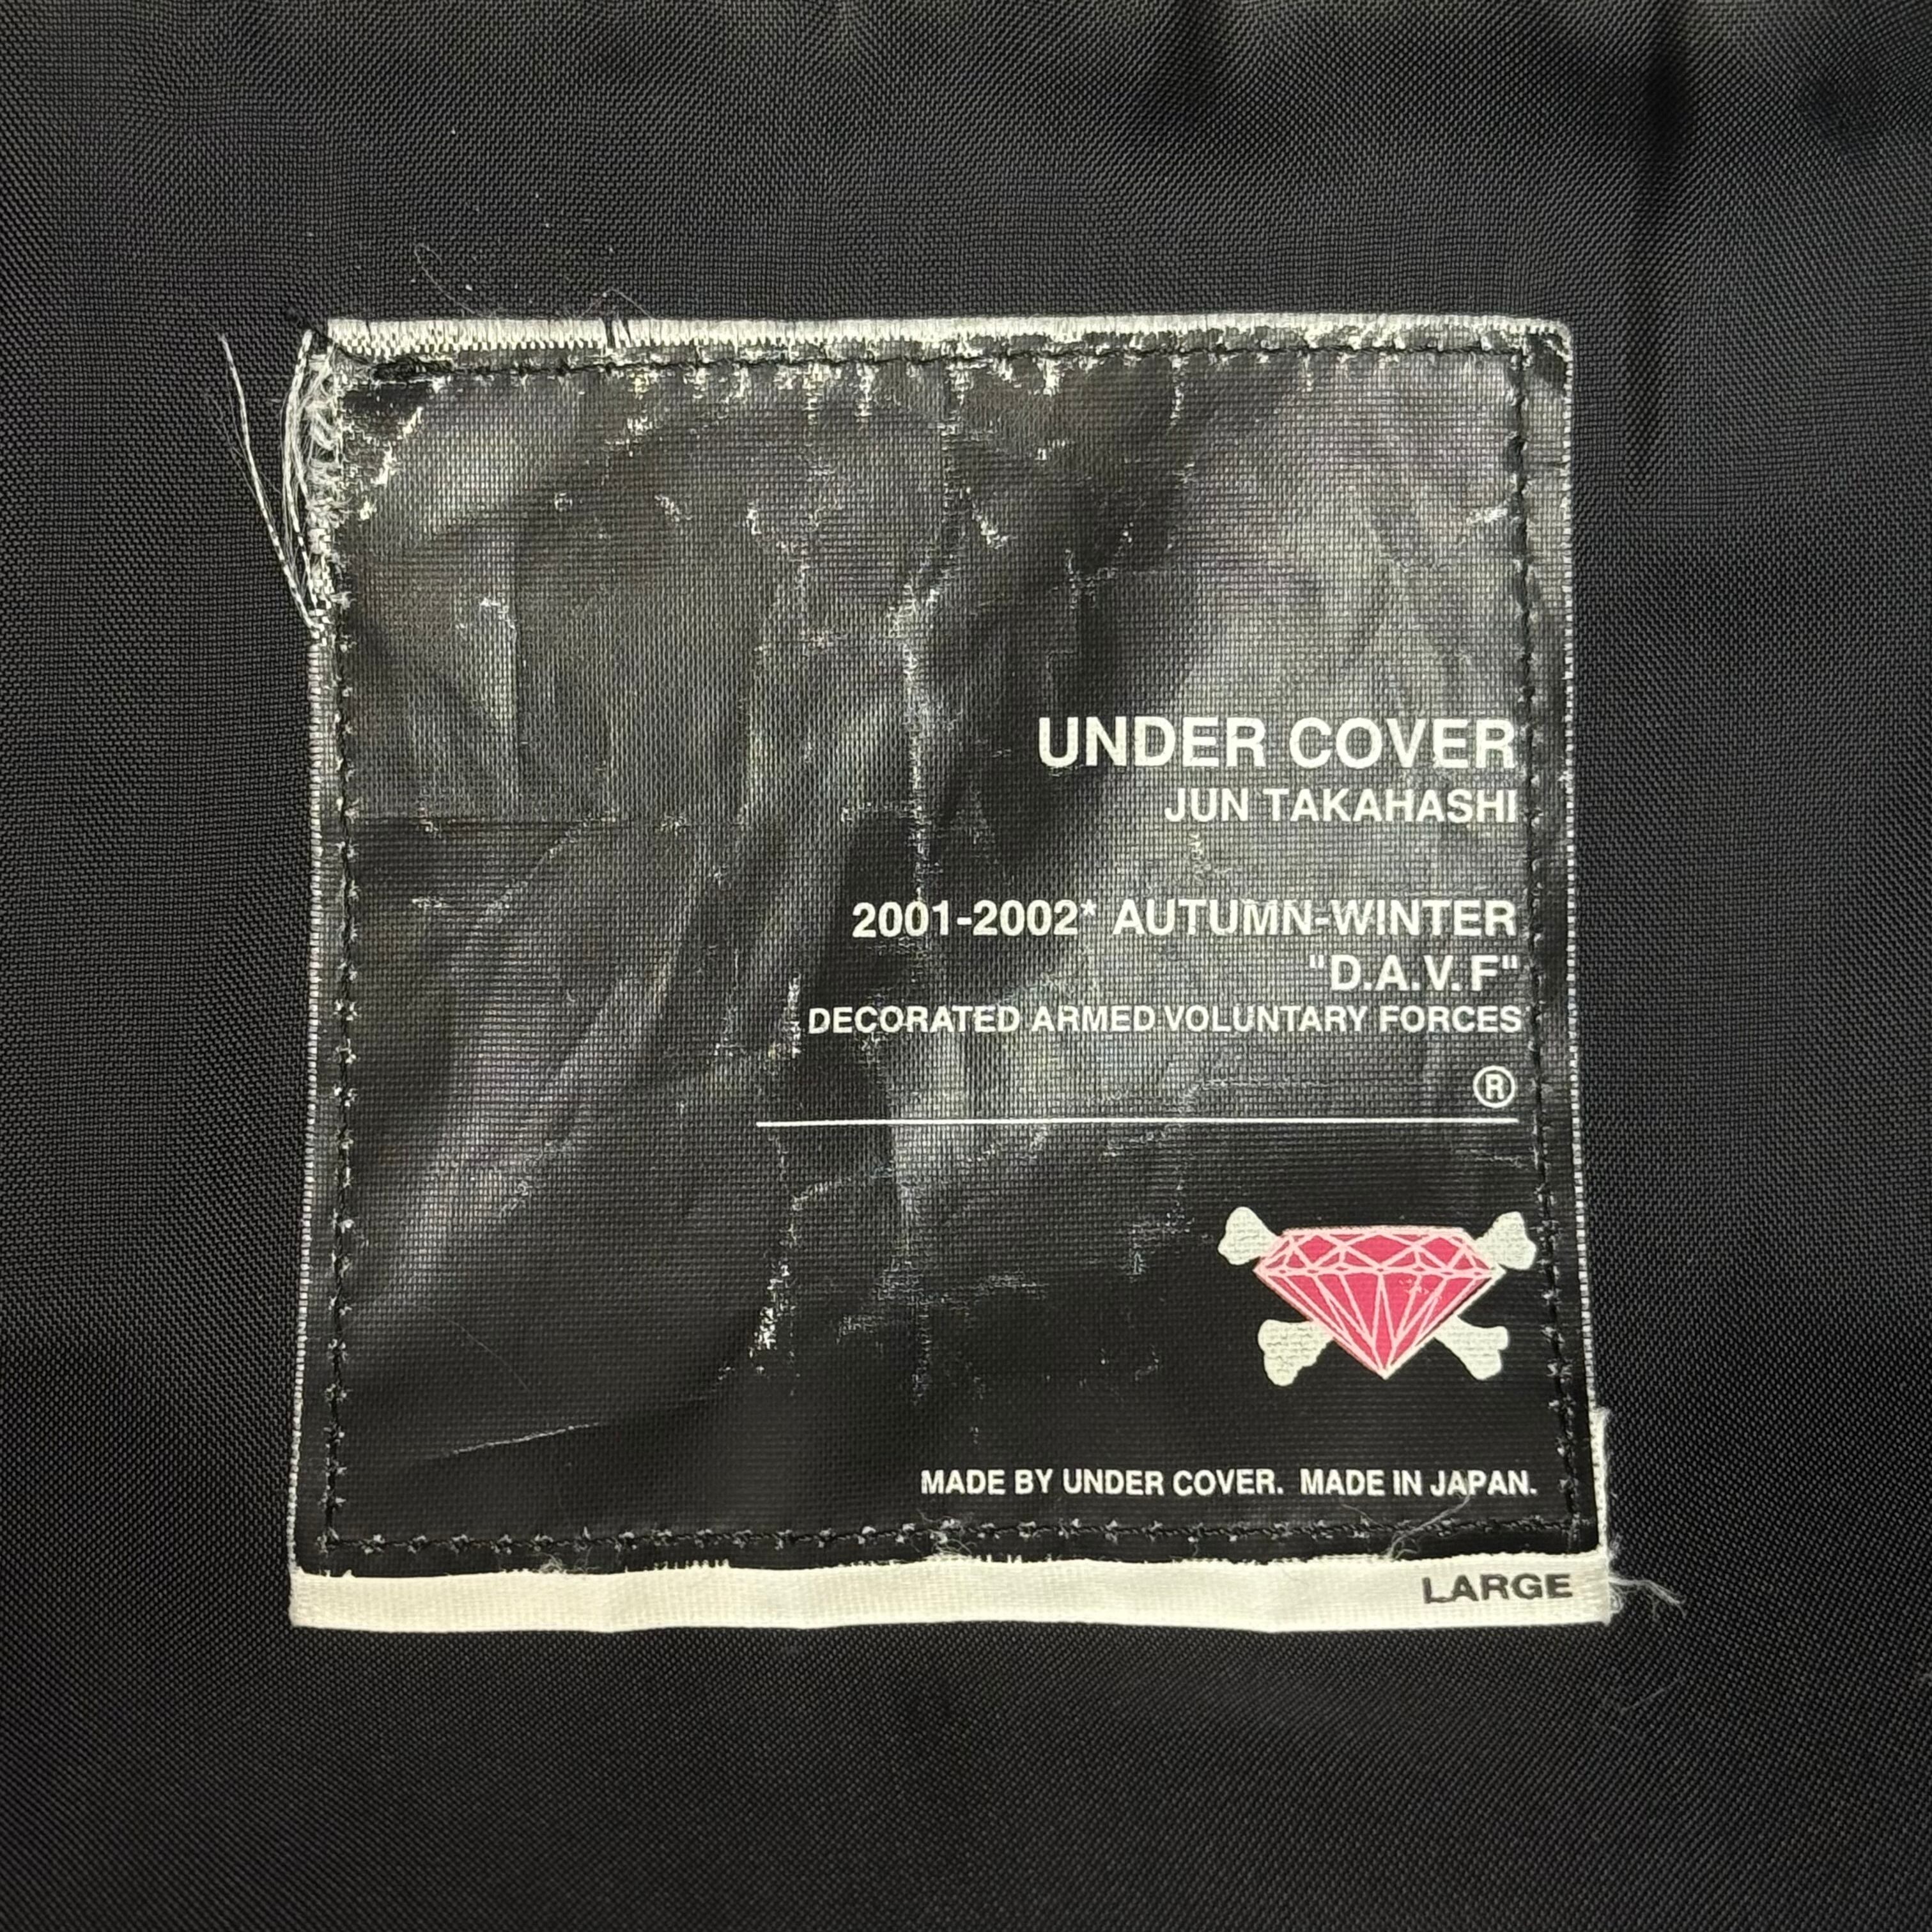 UNDER COVER
JUN TAKAHASHI
2001-2002* AUTUMN-WINTER
"D.A.V.F"
DECORATED ARMED VOLUNTARY FORCES
®
MADE BY UNDER COVER. MADE IN JAPAN.
LARGE